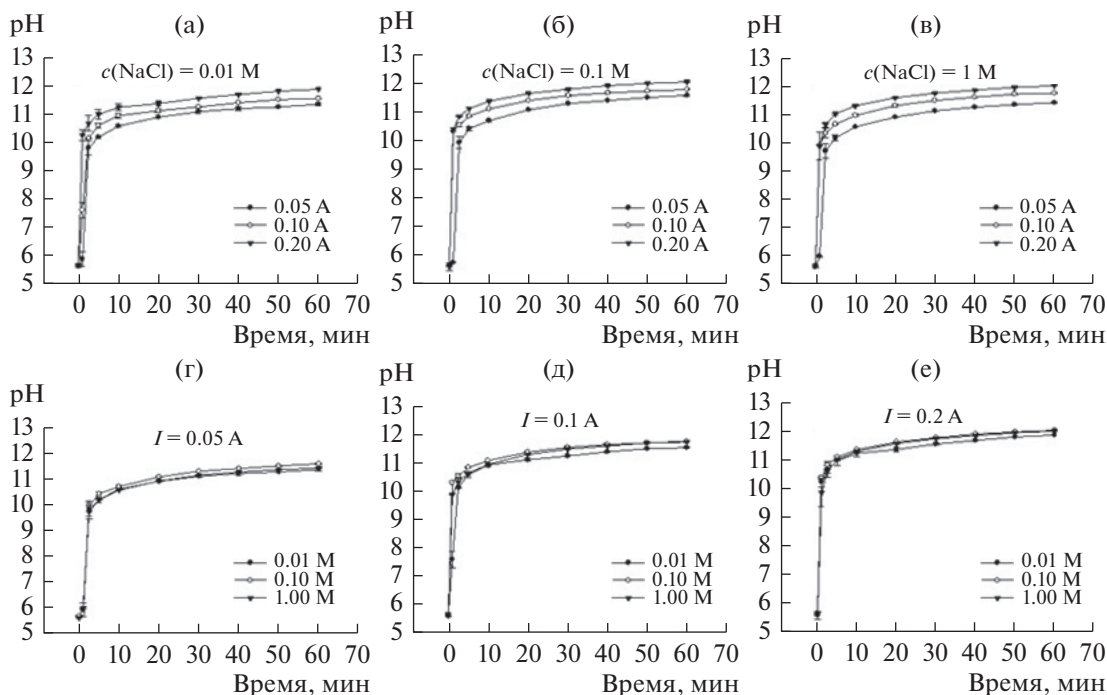 pH
(а)
13
12
11
10
9
8
7
6
5
c(NaCl) = 0.01 M
0.05 A
0.10 A
0.20 A
0 10 20 30 40 50 60 70
Время, мин
pH
(б)
13
12
11
10
9
8
7
6
5
c(NaCl) = 0.1 M
0.05 A
0.10 A
0.20 A
0 10 20 30 40 50 60 70
Время, мин
pH
(в)
13
12
11
10
9
8
7
6
5
c(NaCl) = 1 M
0.05 A
0.10 A
0.20 A
0 10 20 30 40 50 60 70
Время, мин
pH
(г)
13
12
11
10
9
8
7
6
5
I = 0.05 A
0.01 M
0.10 M
1.00 M
0 10 20 30 40 50 60 70
Время, мин
pH
(д)
13
12
11
10
9
8
7
6
5
I = 0.1 A
0.01 M
0.10 M
1.00 M
0 10 20 30 40 50 60 70
Время, мин
pH
(е)
13
12
11
10
9
8
7
6
5
I = 0.2 A
0.01 M
0.10 M
1.00 M
0 10 20 30 40 50 60 70
Время, мин